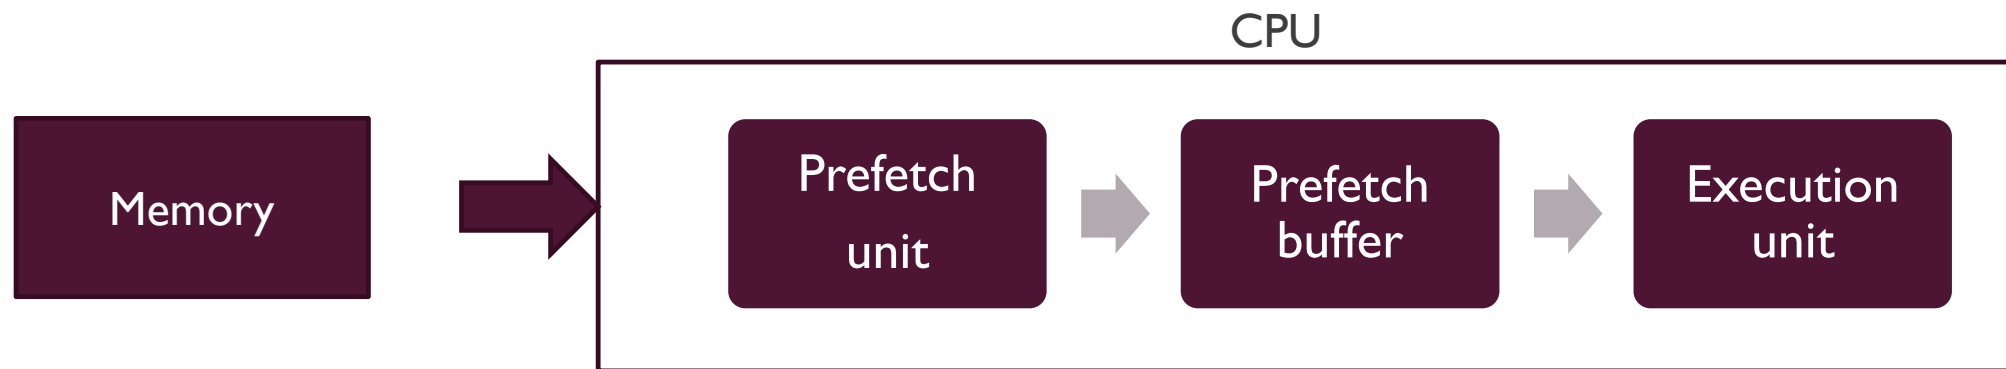 CPU
Memory
Prefetch
unit
Prefetch
buffer
Execution
unit